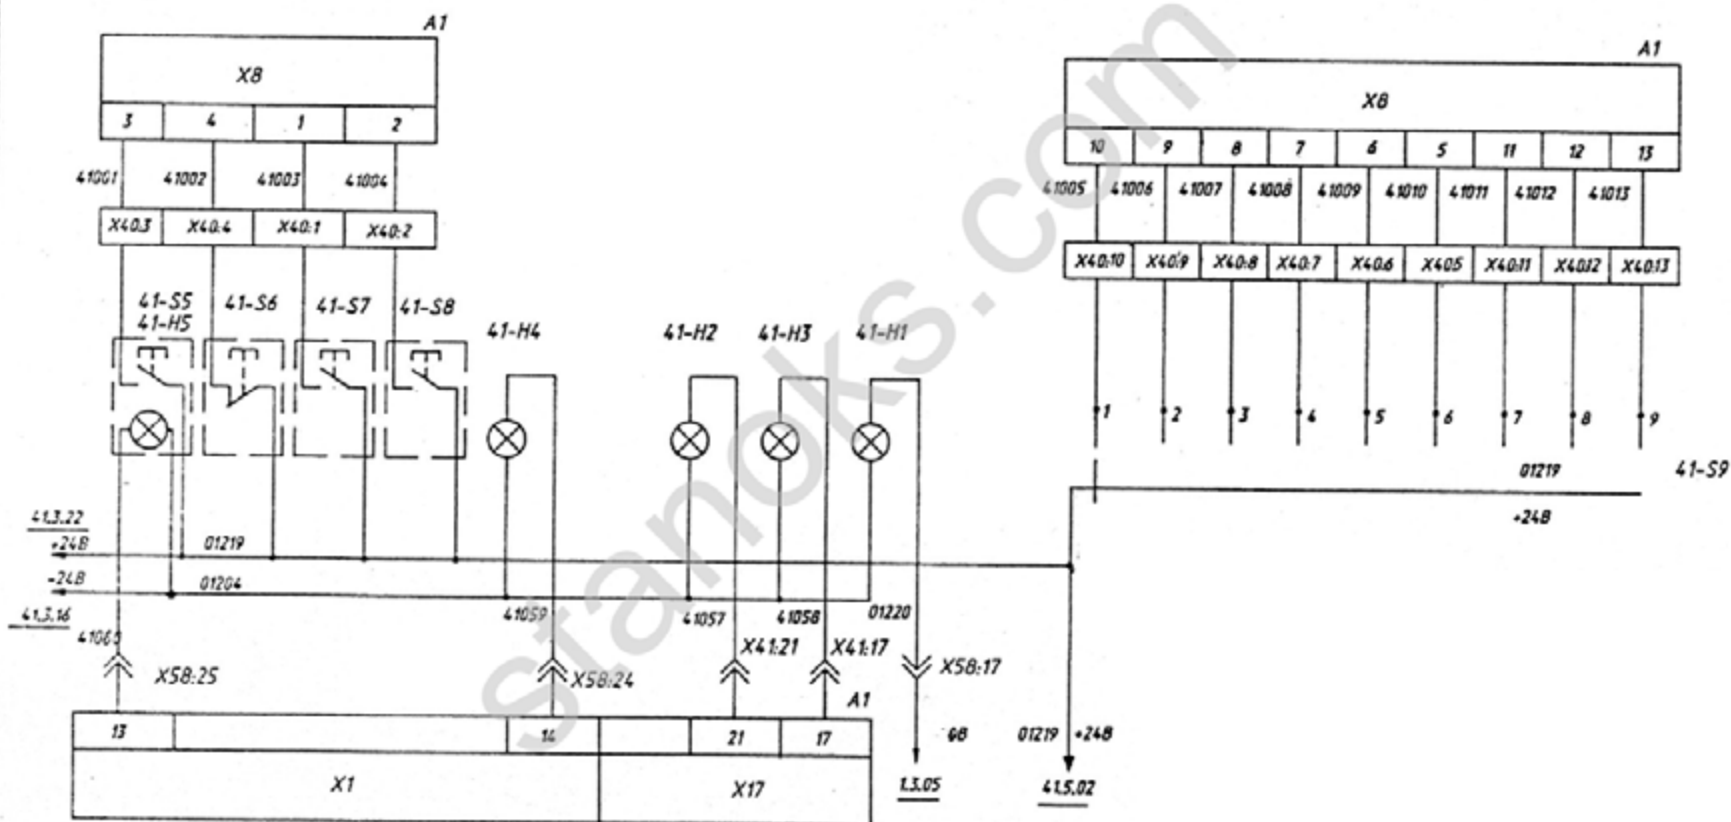 A1
X8
3 4 1 2
41001 41002 41003 41004
X40:3 X40:4 X40:1 X40:2
41-S5 41-S6 41-S7 41-S8
41-H5
41-H4 41-H2 41-H3 41-H1
A1
X8
10 9 8 7 6 5 11 12 13
41005 41006 41007 41008 41009 41010 41011 41012 41013
X40:10 X40:9 X40:8 X40:7 X40:6 X40:5 X40:11 X40:12 X40:13
1 2 3 4 5 6 7 8 9
01219 41-S9
+24В
41.3.22
+24В 01219
-24В 01204
41.3.16
41059 41057 41058 01220
X58:25 X58:24 X41:21 X41:17 X58:17
A1
13 14 21 17
X1 X17
01219 +24В
1.3.05 41.5.02
stanoks.com